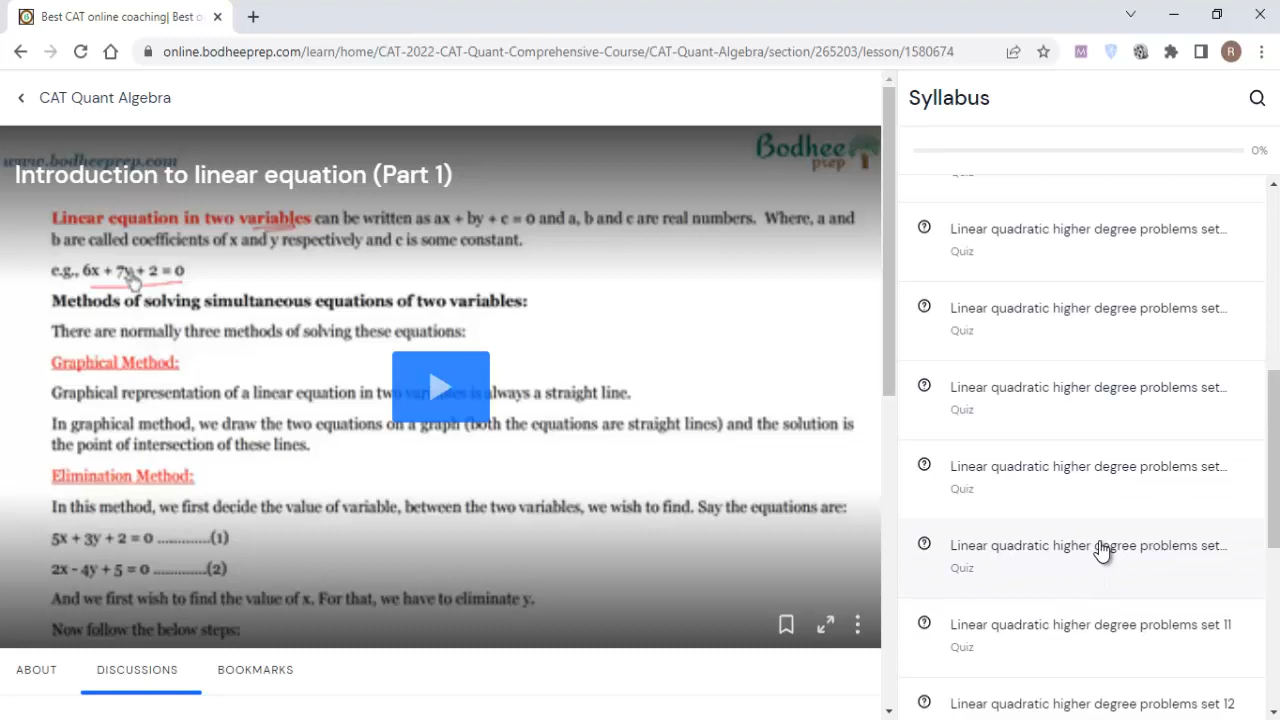 Best CAT online coaching| Best o
online.bodheeprep.com/learn/home/CAT-2022-CAT-Quant-Comprehensive-Course/CAT-Quant-Algebra/section/265203/lesson/1580674
R
CAT Quant Algebra
www.bodheeprep.com
Bodhee
prep
Introduction to linear equation (Part 1)
Linear equation in two variables can be written as ax + by + c = 0 and a, b and c are real numbers. Where, a and
b are called coefficients of x and y respectively and c is some constant.
e.g., 6x + 7y + 2 = 0
Methods of solving simultaneous equations of two variables:
There are normally three methods of solving these equations:
Graphical Method:
Graphical representation of a linear equation in two variables is always a straight line.
In graphical method, we draw the two equations on a graph (both the equations are straight lines) and the solution is
the point of intersection of these lines.
Elimination Method:
In this method, we first decide the value of variable, between the two variables, we wish to find. Say the equations are:
5x + 3y + 2 = 0 .............(1)
2x - 4y + 5 = 0 .............(2)
And we first wish to find the value of x. For that, we have to eliminate y.
Now follow the below steps:
ABOUT
DISCUSSIONS
BOOKMARKS
Syllabus
0%
Quiz
Linear quadratic higher degree problems set...
Quiz
Linear quadratic higher degree problems set...
Quiz
Linear quadratic higher degree problems set...
Quiz
Linear quadratic higher degree problems set...
Quiz
Linear quadratic higher degree problems set...
Quiz
Linear quadratic higher degree problems set 11
Quiz
Linear quadratic higher degree problems set 12